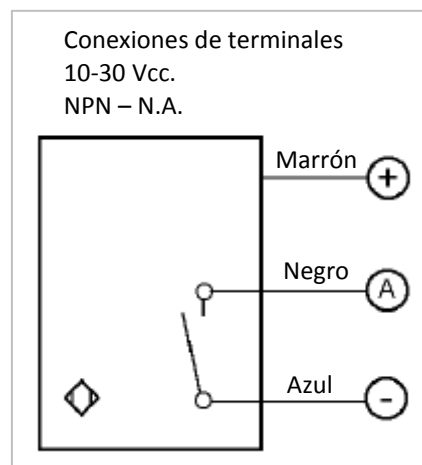 Conexiones de terminales
10-30 Vcc.
NPN – N.A.
Marrón
+
Negro
A
Azul
-